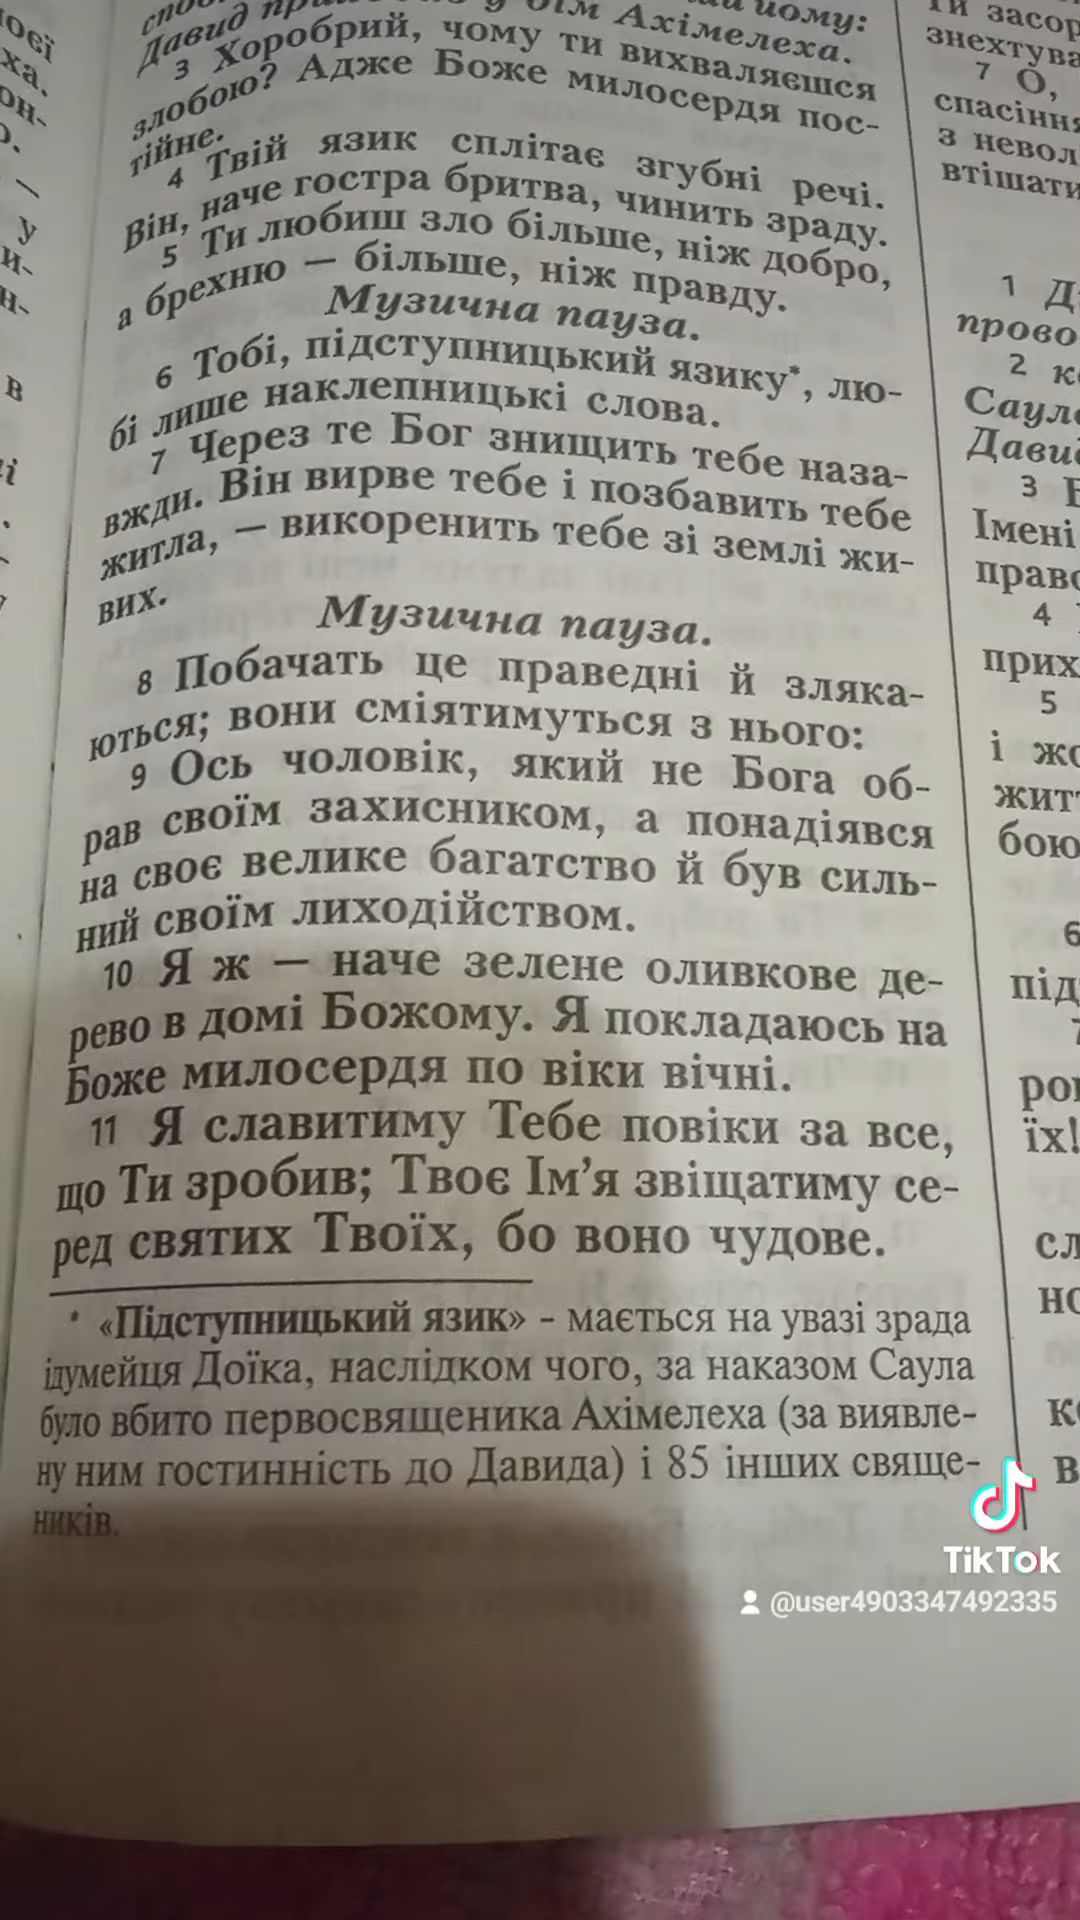 оєї
ха.
он-
—
у
и-
н-
в
і
йому:
Давид дім Ахімелеха.
3 Хоробрий, чому ти вихваляєшся
злобою? Адже Боже милосердя пос-
тійне.
4 Твій язик сплітає згубні речі.
Він, наче гостра бритва, чинить зраду.
5 Ти любиш зло більше, ніж добро,
а брехню — більше, ніж правду.
Музична пауза.
6 Тобі, підступницький язику*, лю-
бі лише наклепницькі слова.
7 Через те Бог знищить тебе наза-
вжди. Він вирве тебе і позбавить тебе
житла, — викоренить тебе зі землі жи-
вих.
Музична пауза.
8 Побачать це праведні й зляка-
ються; вони сміятимуться з нього:
9 Ось чоловік, який не Бога об-
рав своїм захисником, а понадіявся
на своє велике багатство й був силь-
ний своїм лиходійством.
10 Я ж — наче зелене оливкове де-
рево в домі Божому. Я покладаюсь на
Боже милосердя по віки вічні.
11 Я славитиму Тебе повіки за все,
що Ти зробив; Твоє Ім’я звіщатиму се-
ред святих Твоїх, бо воно чудове.
* «Підступницький язик» - мається на увазі зрада
ідумейця Доїка, наслідком чого, за наказом Саула
було вбито первосвященика Ахімелеха (за виявле-
ну ним гостинність до Давида) і 85 інших свяще-
ників.
ти засор
знехтува
7 О,
спасіння
з невол
втішати
1
прово
2 к
Саул
Давид
3
Імені
право
4
прих
5
і жо
житт
бою
6
під
7
ро
їх!
сл
но
к
в
TikTok
@user4903347492335